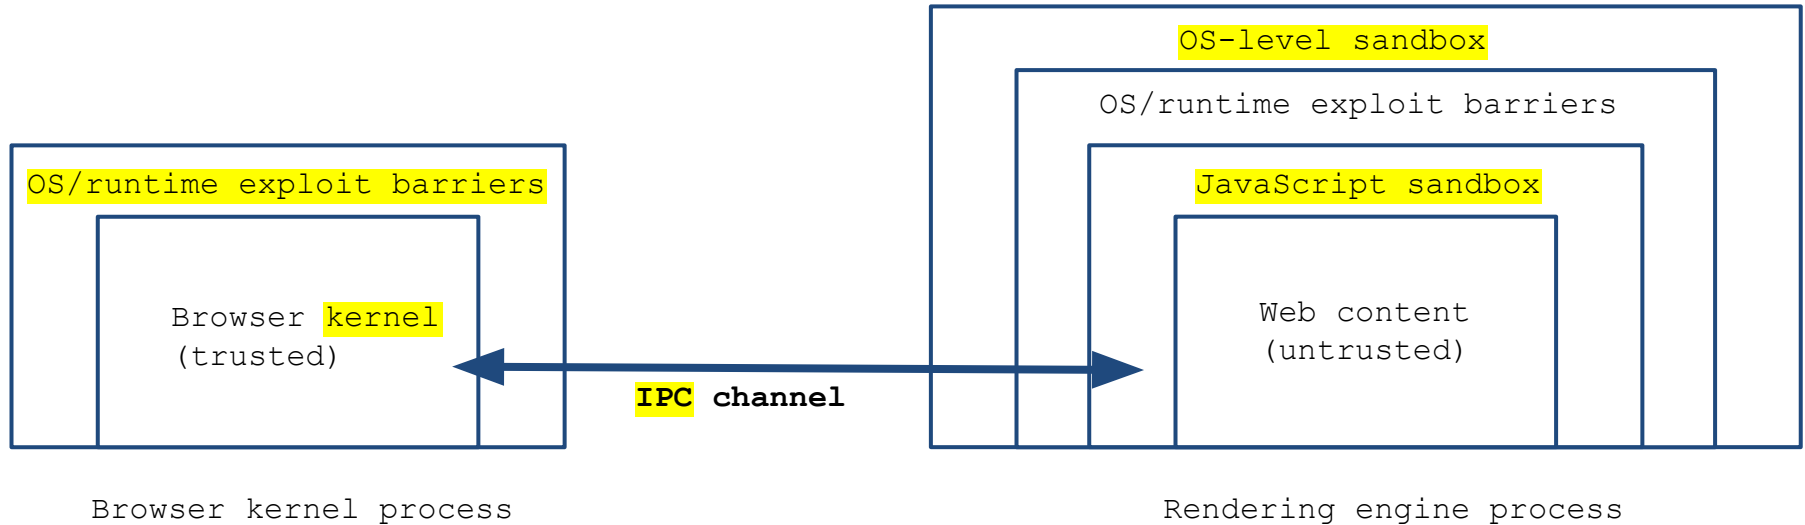 OS-level sandbox
OS/runtime exploit barriers
OS/runtime exploit barriers
JavaScript sandbox
Browser kernel
(trusted)
Web content
(untrusted)
IPC channel
Browser kernel process
Rendering engine process